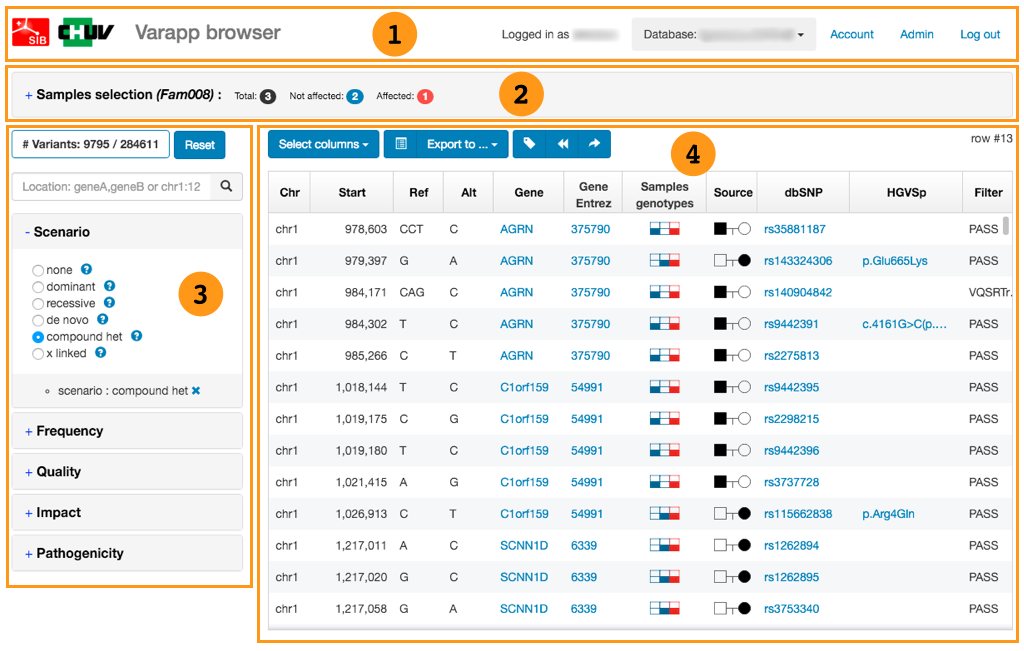 SIB CHUV Varapp browser 1 Logged in as Database: Account Admin Log out
+ Samples selection (Fam008) : Total: 3 Not affected: 2 Affected: 1 2
# Variants: 9795 / 284611 Reset
Location: geneA,geneB or chr1:12
- Scenario
none ?
dominant ?
recessive ?
de novo ?
compound het ?
x linked ?
3
scenario : compound het ✖
+ Frequency
+ Quality
+ Impact
+ Pathogenicity
Select columns Export to ... 4 row #13
Chr Start Ref Alt Gene Gene Entrez Samples genotypes Source dbSNP HGVSp Filter
chr1 978,603 CCT C AGRN 375790 rs35881187 PASS
chr1 979,397 G A AGRN 375790 rs143324306 p.Glu665Lys PASS
chr1 984,171 CAG C AGRN 375790 rs140904842 VQSRTr.
chr1 984,302 T C AGRN 375790 rs9442391 c.4161G>C(p.... PASS
chr1 985,266 C T AGRN 375790 rs2275813 PASS
chr1 1,018,144 T C C1orf159 54991 rs9442395 PASS
chr1 1,019,175 C G C1orf159 54991 rs2298215 PASS
chr1 1,019,180 T C C1orf159 54991 rs9442396 PASS
chr1 1,021,415 A G C1orf159 54991 rs3737728 PASS
chr1 1,026,913 C T C1orf159 54991 rs115662838 p.Arg4Gln PASS
chr1 1,217,011 A C SCNN1D 6339 rs1262894 PASS
chr1 1,217,020 G C SCNN1D 6339 rs1262895 PASS
chr1 1,217,058 G A SCNN1D 6339 rs3753340 PASS